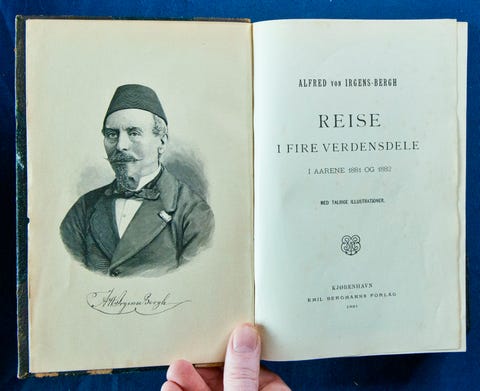 A v Irgens Bergh
ALFRED VON IRGENS-BERGH
REISE
I FIRE VERDENSDELE
I AARENE 1881 OG 1882
MED TALRIGE ILLUSTRATIONER.
KJØBENHAVN
EMIL BERGMANNS FORLAG